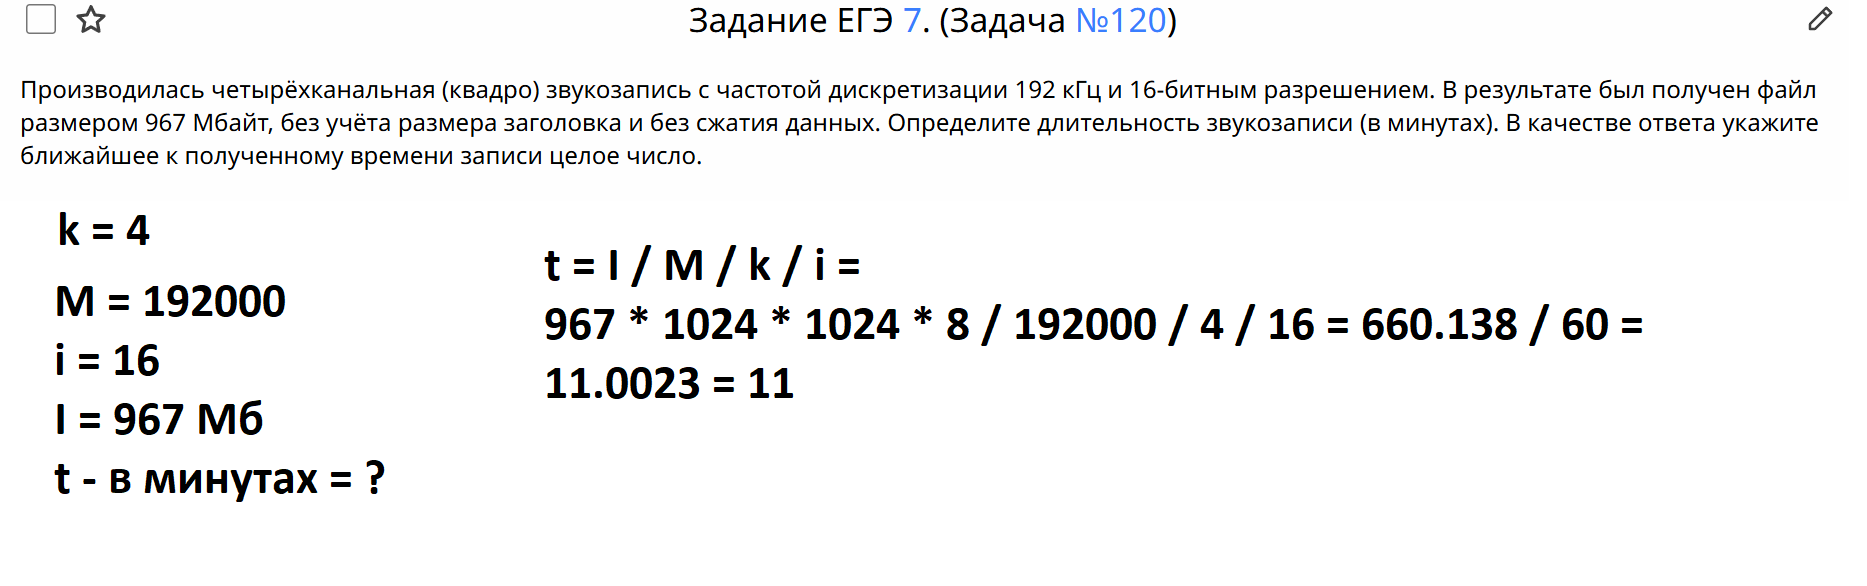 Задание ЕГЭ 7. (Задача №120)
Производилась четырёхканальная (квадро) звукозапись с частотой дискретизации 192 кГц и 16-битным разрешением. В результате был получен файл
размером 967 Мбайт, без учёта размера заголовка и без сжатия данных. Определите длительность звукозаписи (в минутах). В качестве ответа укажите
ближайшее к полученному времени записи целое число.
k = 4
M = 192000
i = 16
I = 967 Мб
t - в минутах = ?
t = I / M / k / i =
967 * 1024 * 1024 * 8 / 192000 / 4 / 16 = 660.138 / 60 =
11.0023 = 11